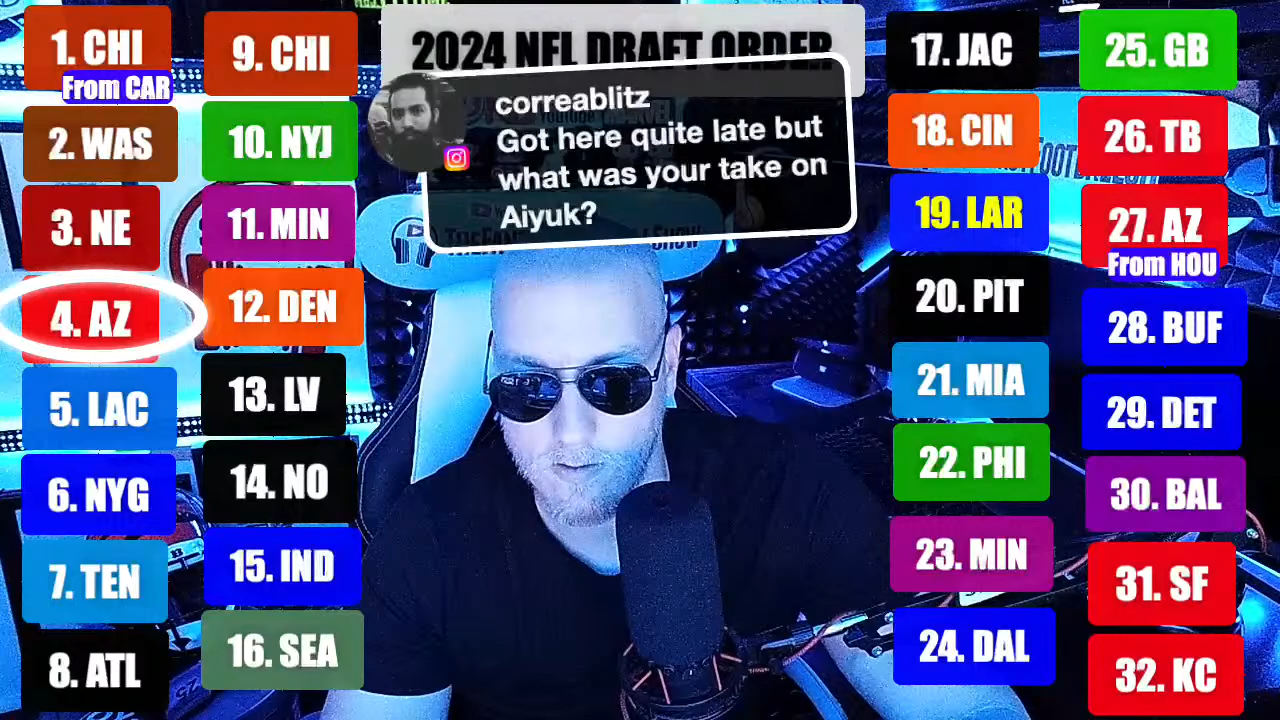 2024 NFL DRAFT ORDER
correablitz
Got here quite late but
what was your take on
Aiyuk?
1. CHI
From CAR
2. WAS
3. NE
4. AZ
5. LAC
6. NYG
7. TEN
8. ATL
9. CHI
10. NYJ
11. MIN
12. DEN
13. LV
14. NO
15. IND
16. SEA
17. JAC
18. CIN
19. LAR
20. PIT
21. MIA
22. PHI
23. MIN
24. DAL
25. GB
26. TB
27. AZ
From HOU
28. BUF
29. DET
30. BAL
31. SF
32. KC